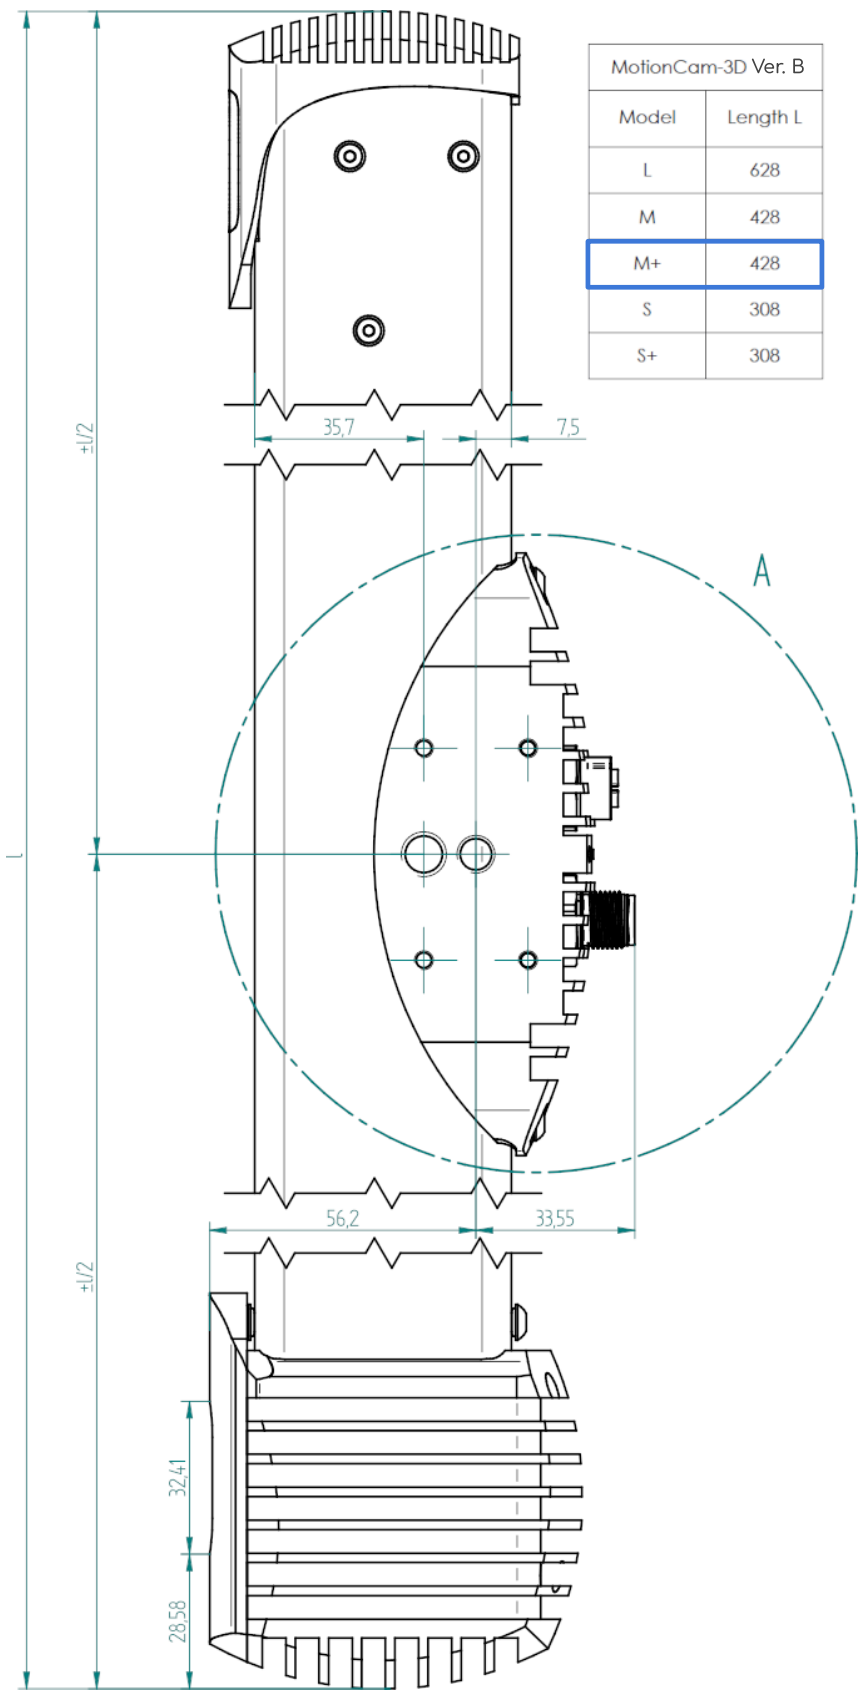 MotionCam-3D Ver. B
Model Length L
L 628
M 428
M+ 428
S 308
S+ 308
±l/2
35,7
7,5
A
l
56,2
33,55
±l/2
32,41
28,58